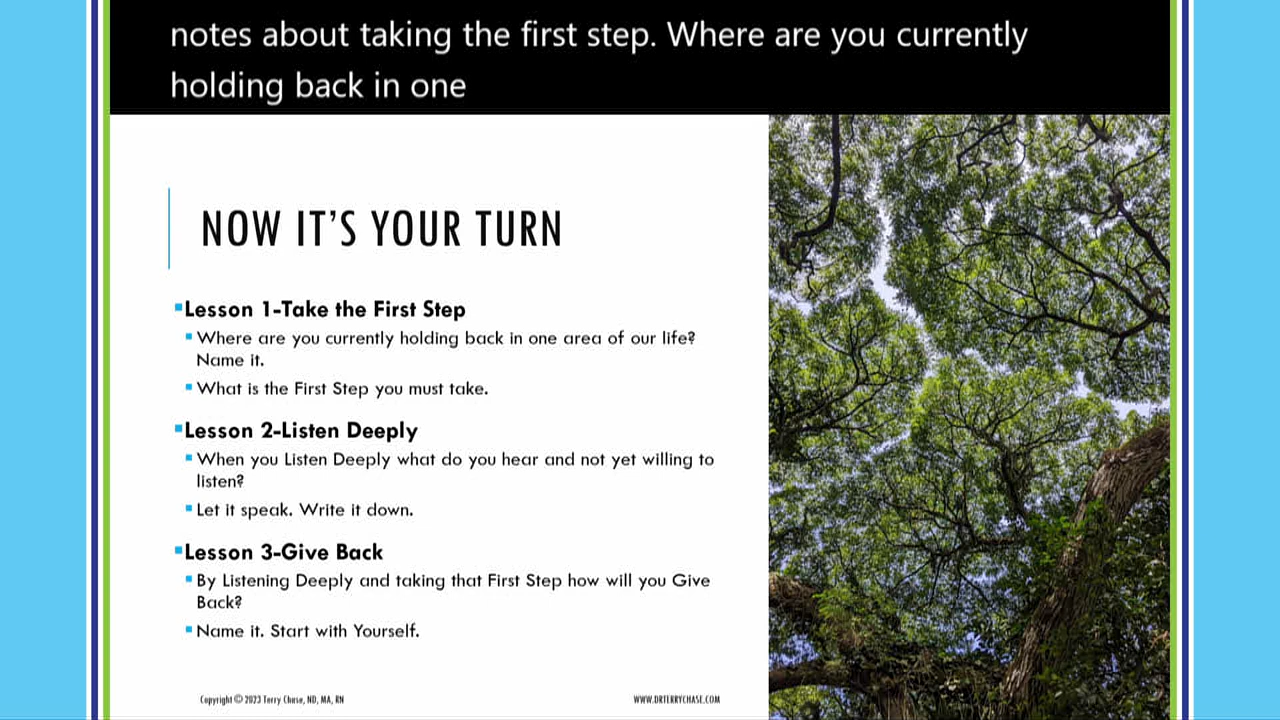 notes about taking the first step. Where are you currently
holding back in one
NOW IT'S YOUR TURN
Lesson 1-Take the First Step
Where are you currently holding back in one area of our life?
Name it.
What is the First Step you must take.
Lesson 2-Listen Deeply
When you Listen Deeply what do you hear and not yet willing to
listen?
Let it speak. Write it down.
Lesson 3-Give Back
By Listening Deeply and taking that First Step how will you Give
Back?
Name it. Start with Yourself.
Copyright © 2023 Terry Chase, ND, MA, RN
WWW.DRTERRYCHASE.COM